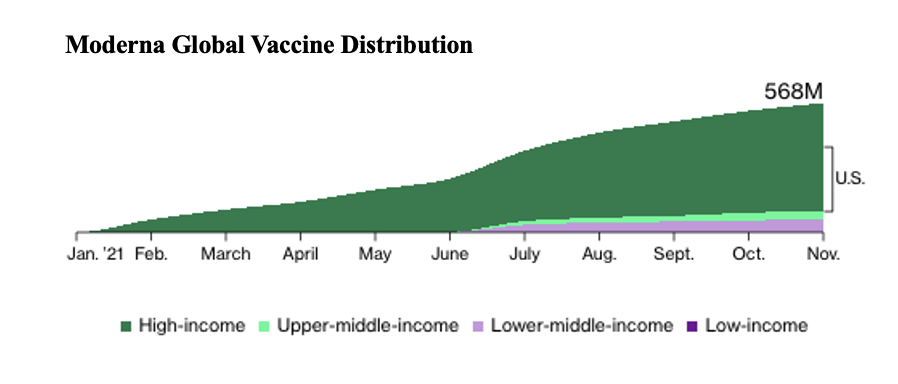 Moderna Global Vaccine Distribution
568M
U.S.
Jan. '21 Feb. March April May June July Aug. Sept. Oct. Nov.
High-income Upper-middle-income Lower-middle-income Low-income